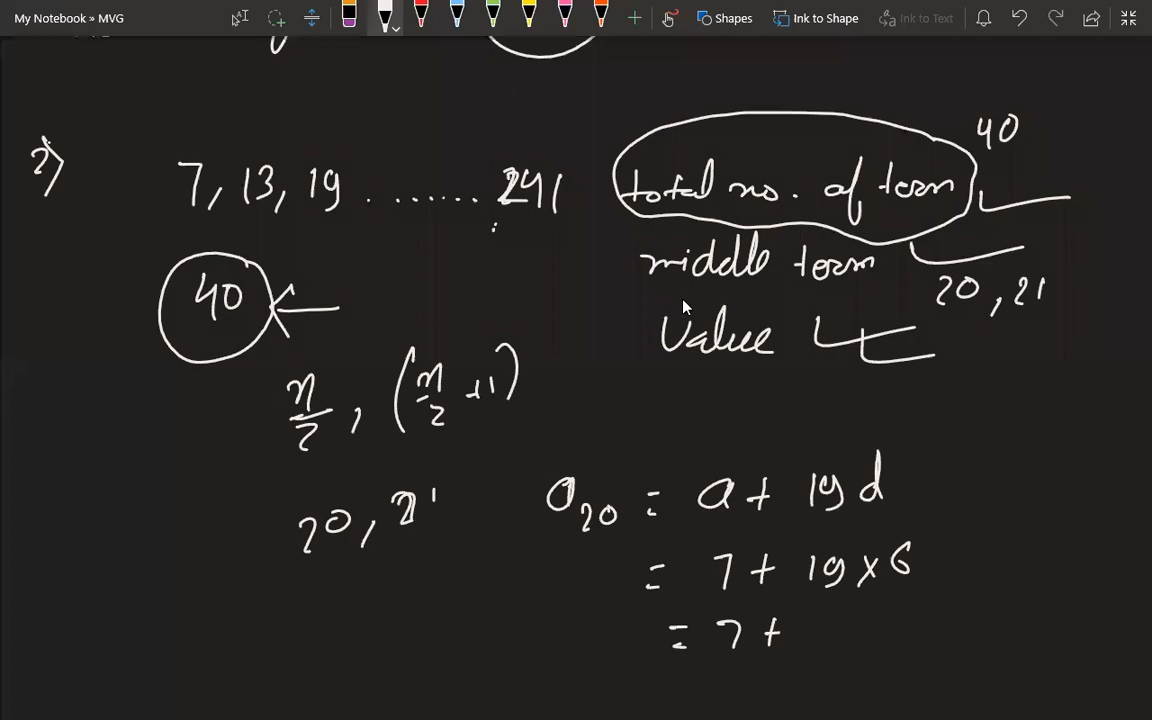 My Notebook » MVG
Shapes
Ink to Shape
Ink to Text
2) 7, 13, 19 ........ 241
total no. of term 40
middle term 20, 21
Value
40
n/2, (n/2 + 1)
20, 21
a₂₀ = a + 19d
= 7 + 19 × 6
= 7 +